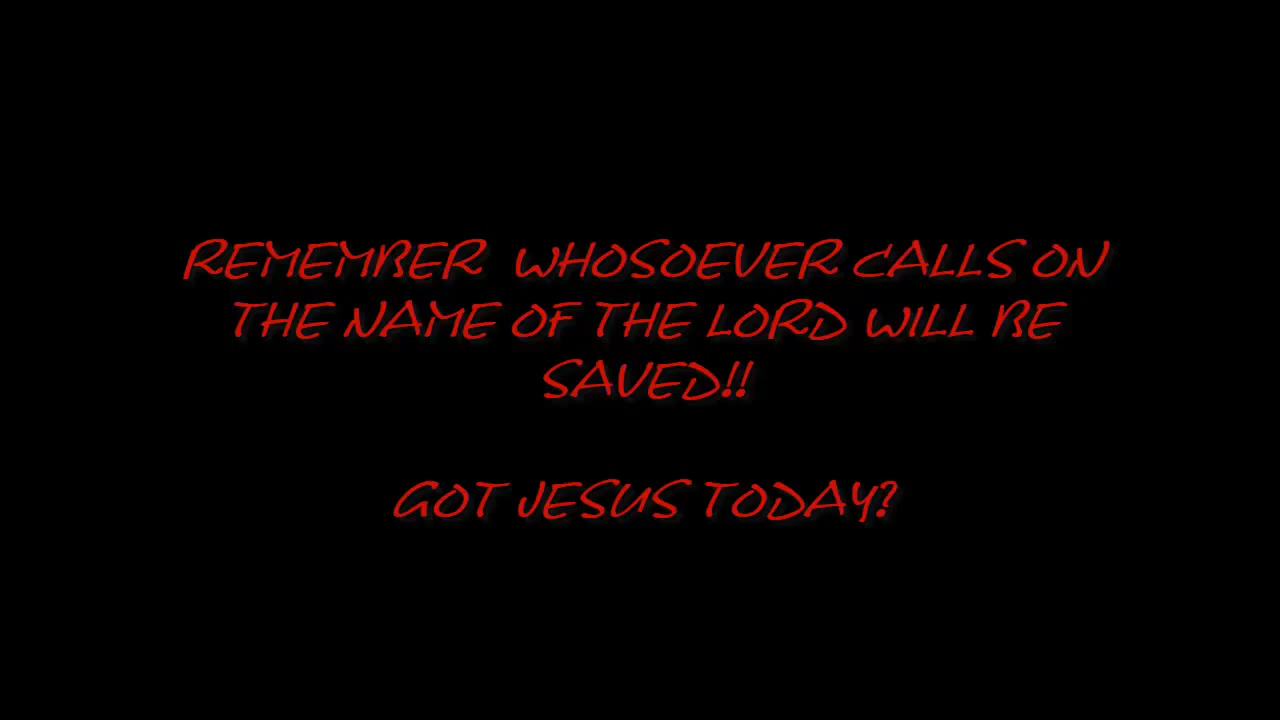 REMEMBER WHOSOEVER CALLS ON
THE NAME OF THE LORD WILL BE
SAVED!!
GOT JESUS TODAY?